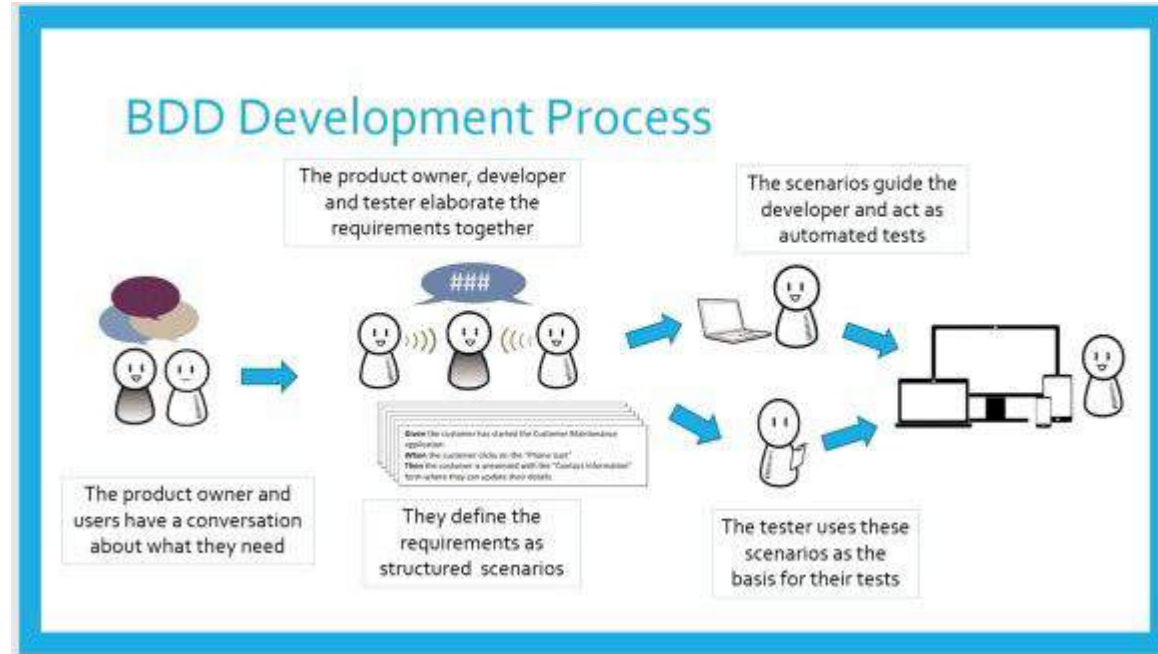 BDD Development Process
The product owner, developer
and tester elaborate the
requirements together
The scenarios guide the
developer and act as
automated tests
###
Given the customer has started the Customer Maintenance
application
When the customer clicks on the
Then the customer is presented with the "Contact Information"
form where they can update their details
The product owner and
users have a conversation
about what they need
They define the
requirements as
structured scenarios
The tester uses these
scenarios as the
basis for their tests